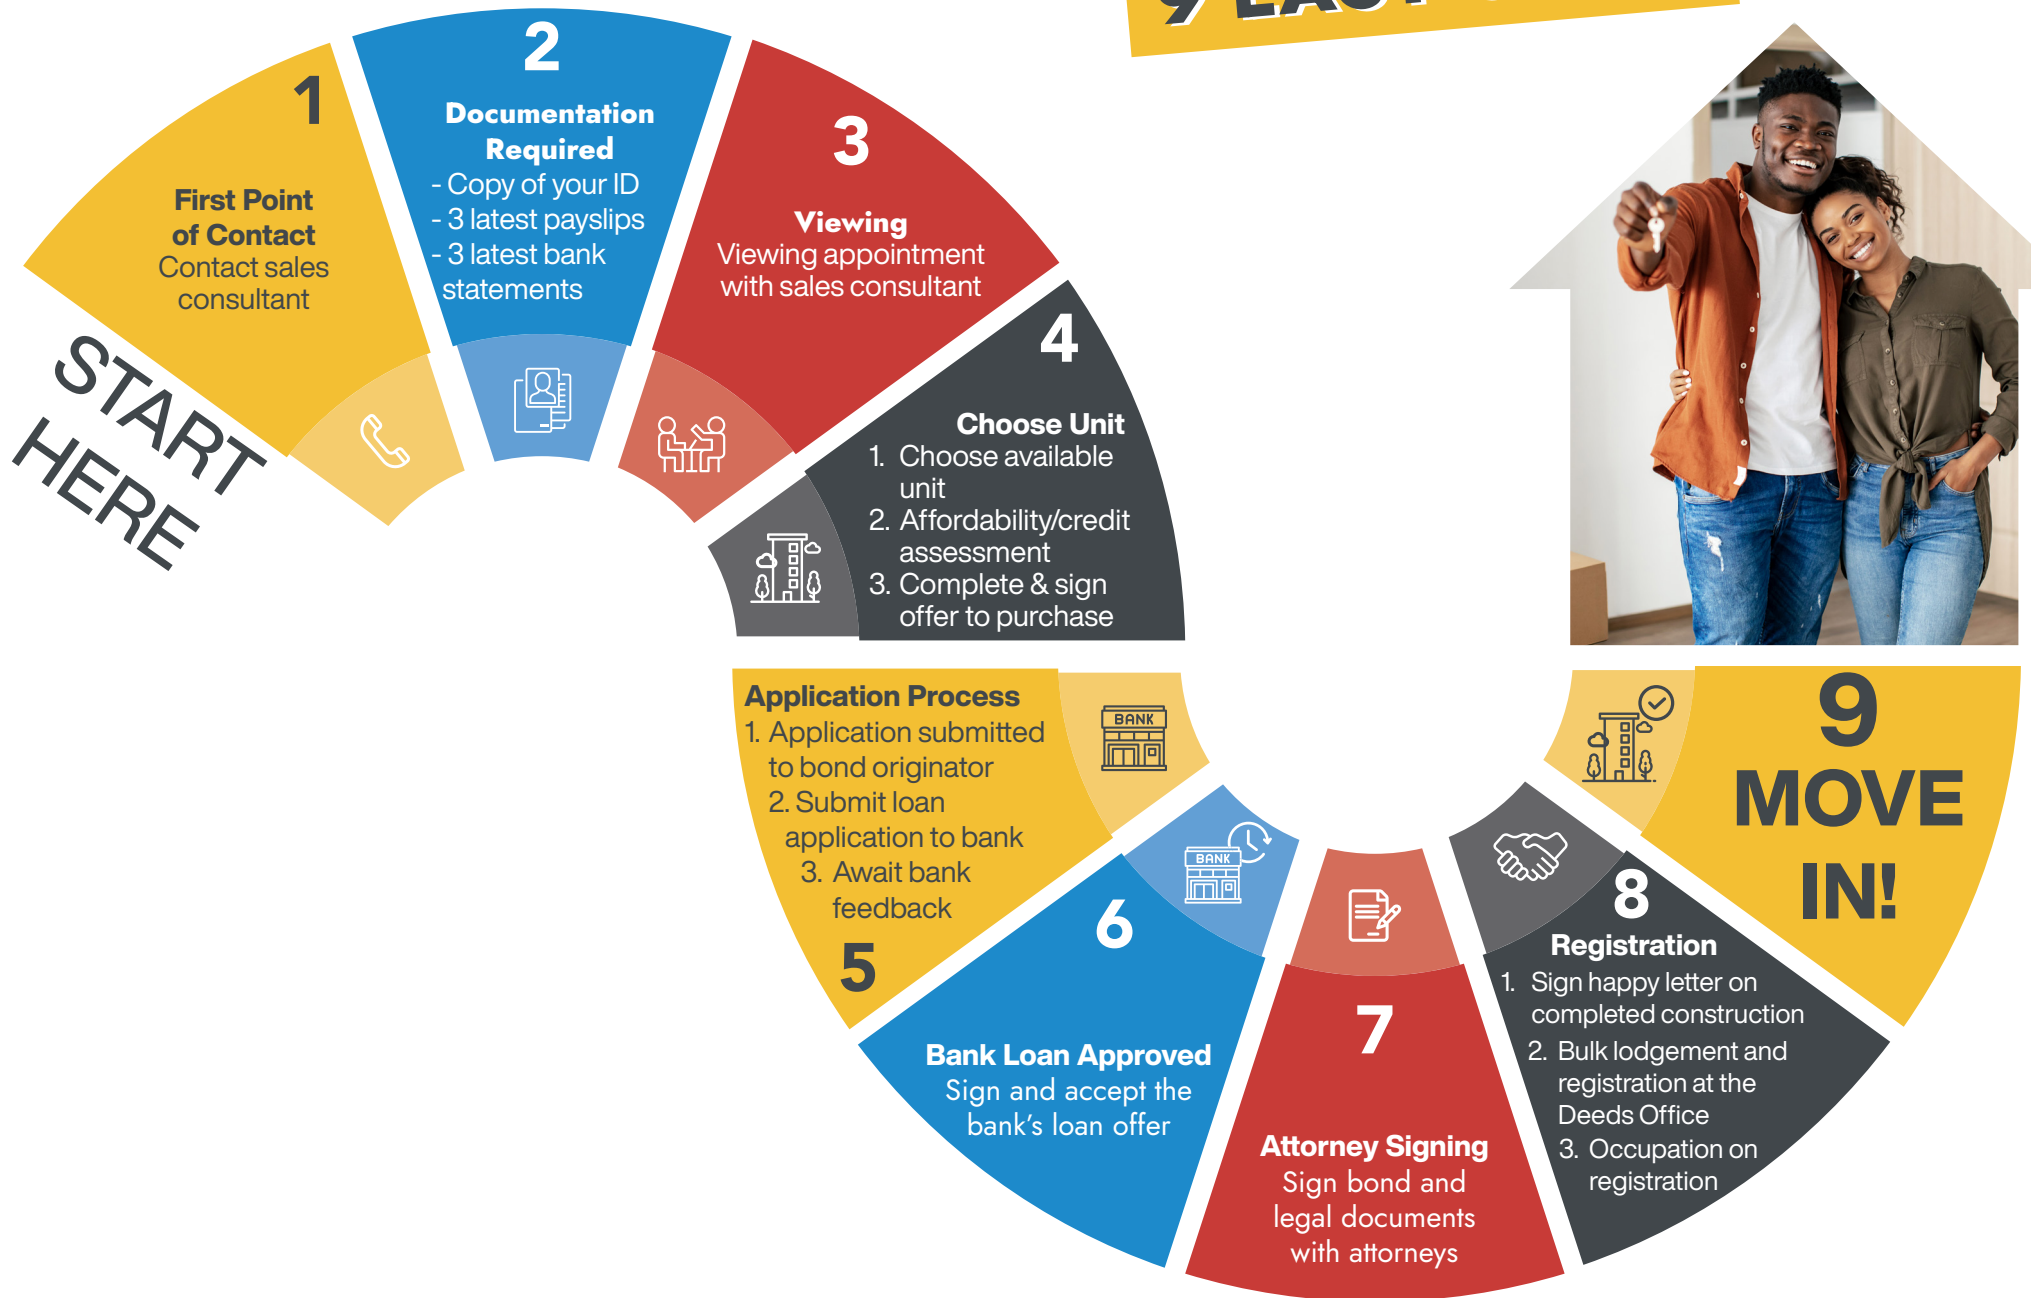 START
HERE
1
First Point
of Contact
Contact sales
consultant
2
Documentation
Required
- Copy of your ID
- 3 latest payslips
- 3 latest bank
statements
3
Viewing
Viewing appointment
with sales consultant
4
Choose Unit
1. Choose available
unit
2. Affordability/credit
assessment
3. Complete & sign
offer to purchase
Application Process
1. Application submitted
to bond originator
2. Submit loan
application to bank
3. Await bank
feedback
5
BANK
6
Bank Loan Approved
Sign and accept the
bank's loan offer
BANK
7
Attorney Signing
Sign bond and
legal documents
with attorneys
8
Registration
1. Sign happy letter on
completed construction
2. Bulk lodgement and
registration at the
Deeds Office
3. Occupation on
registration
9
MOVE
IN!